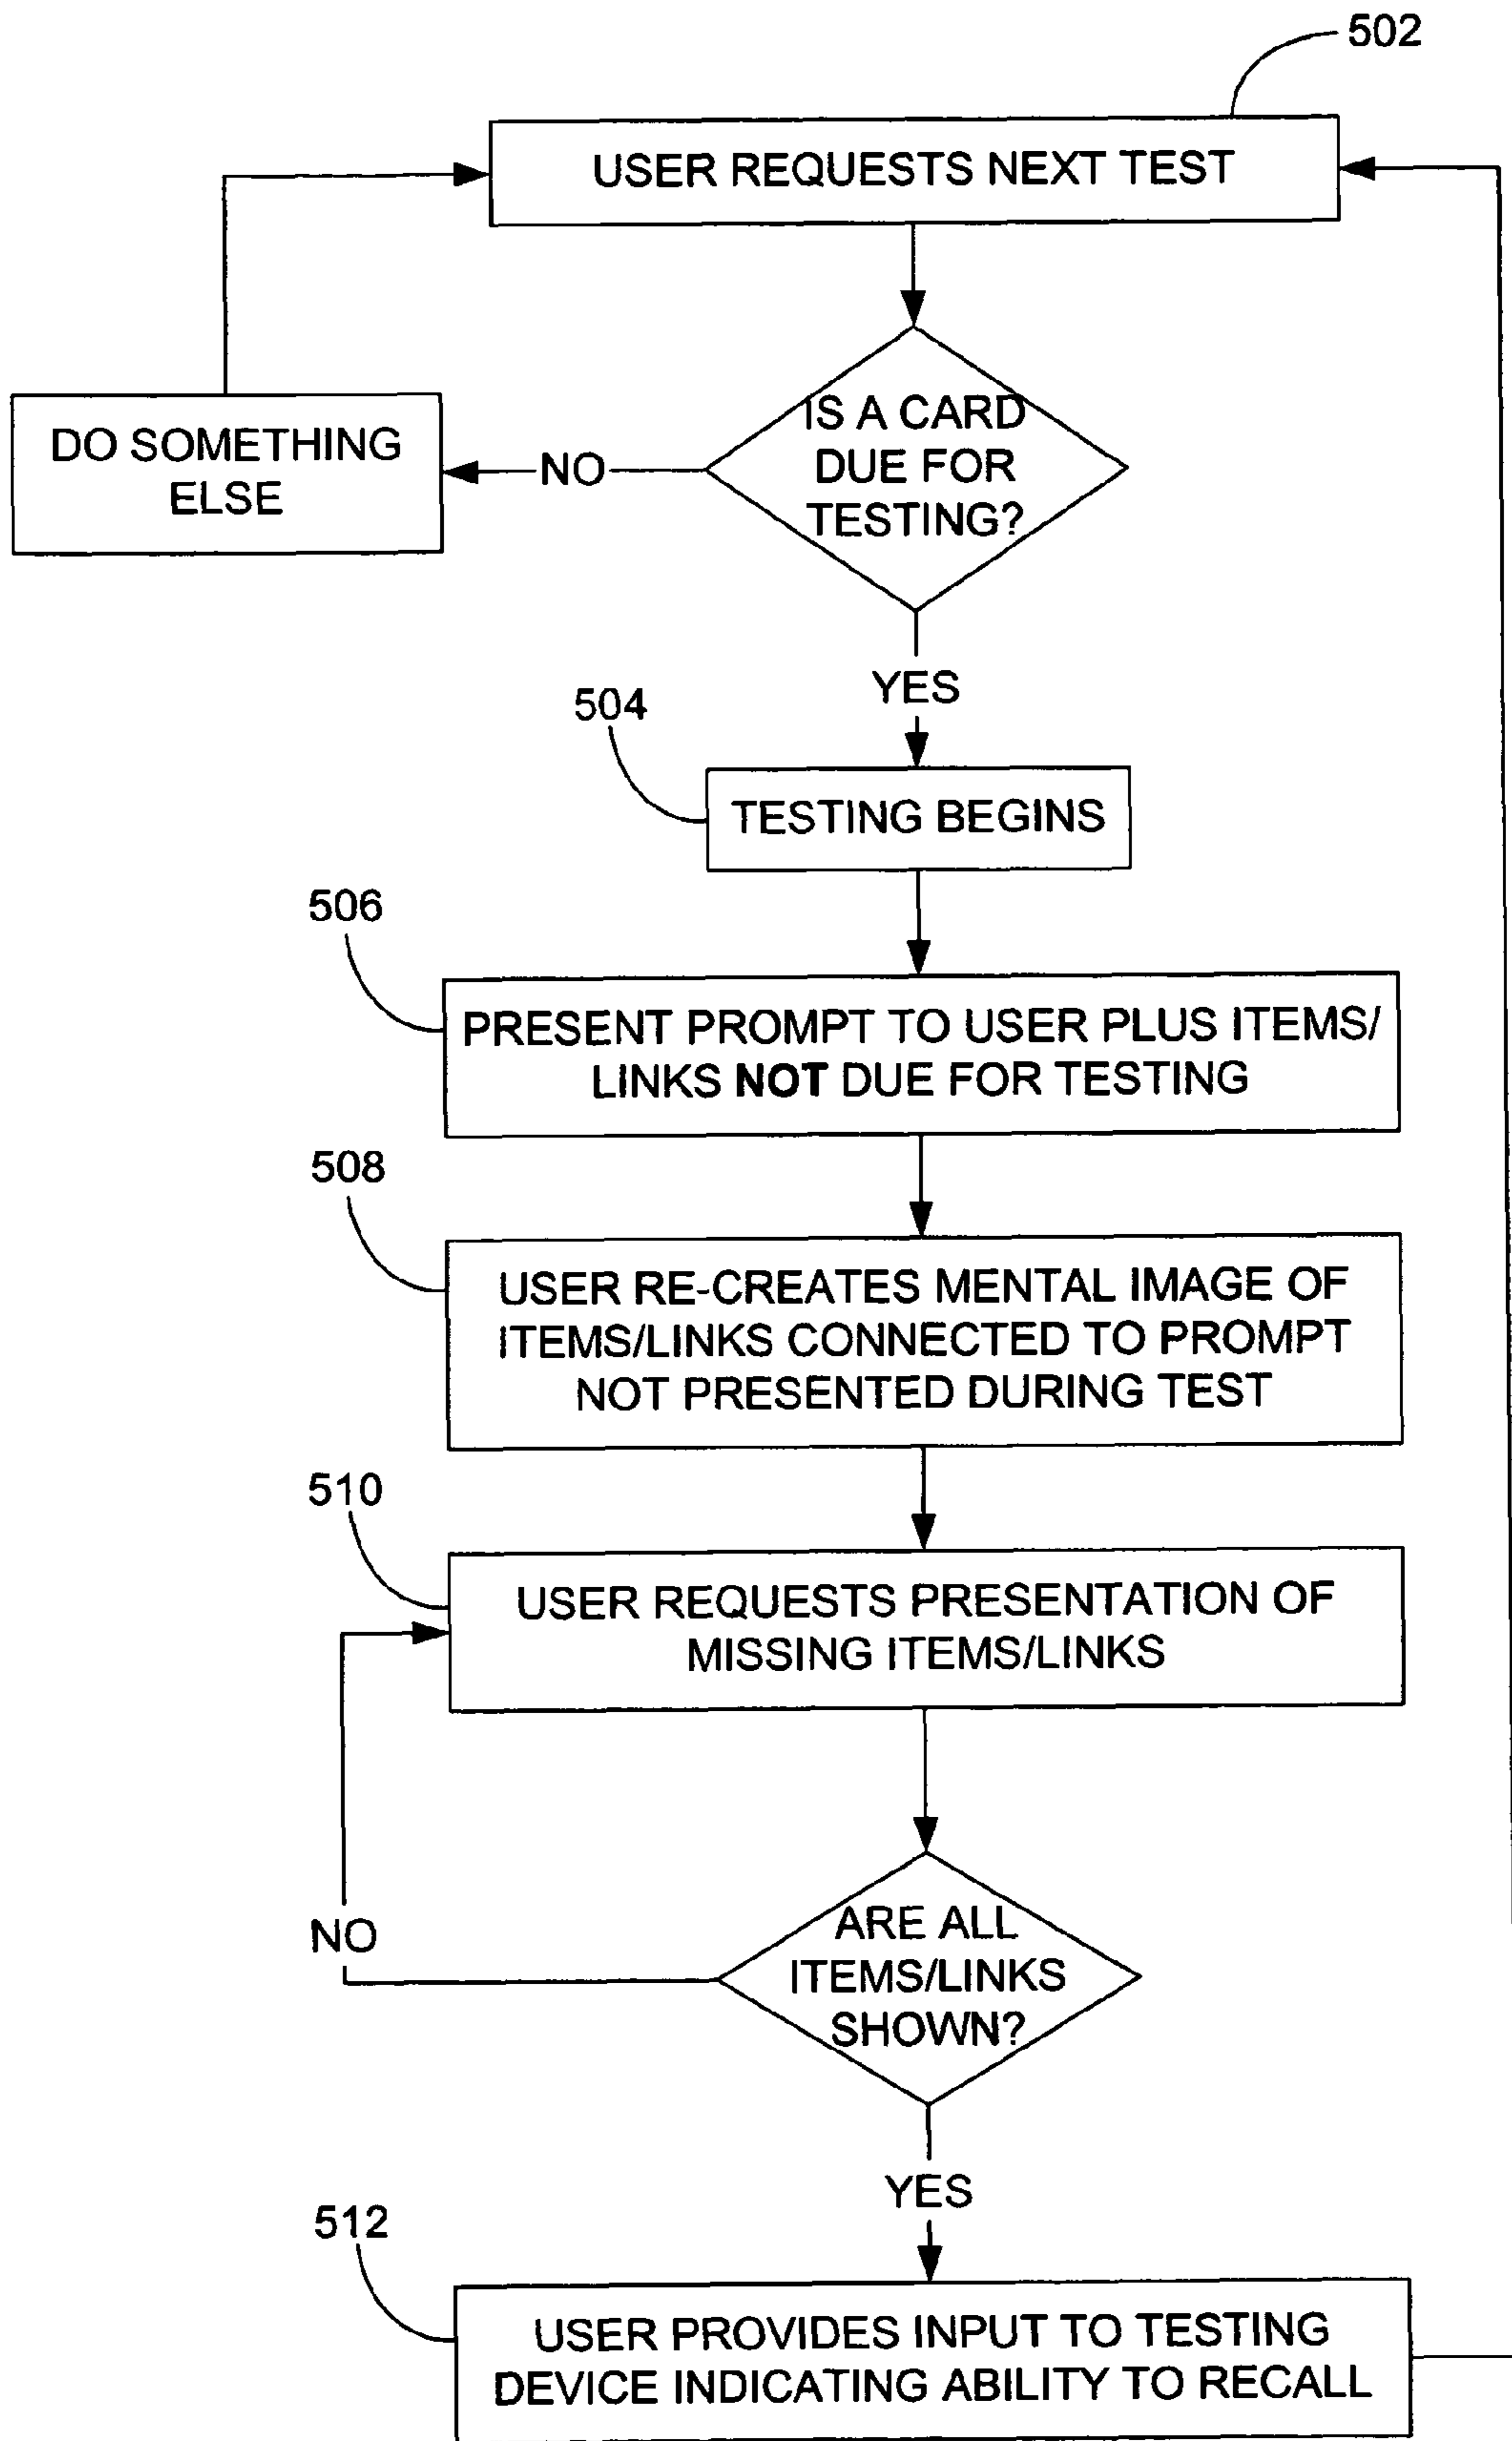 502
USER REQUESTS NEXT TEST
IS A CARD
DUE FOR
TESTING?
NO
DO SOMETHING
ELSE
YES
504
TESTING BEGINS
506
PRESENT PROMPT TO USER PLUS ITEMS/
LINKS NOT DUE FOR TESTING
508
USER RE-CREATES MENTAL IMAGE OF
ITEMS/LINKS CONNECTED TO PROMPT
NOT PRESENTED DURING TEST
510
USER REQUESTS PRESENTATION OF
MISSING ITEMS/LINKS
ARE ALL
ITEMS/LINKS
SHOWN?
NO
YES
512
USER PROVIDES INPUT TO TESTING
DEVICE INDICATING ABILITY TO RECALL